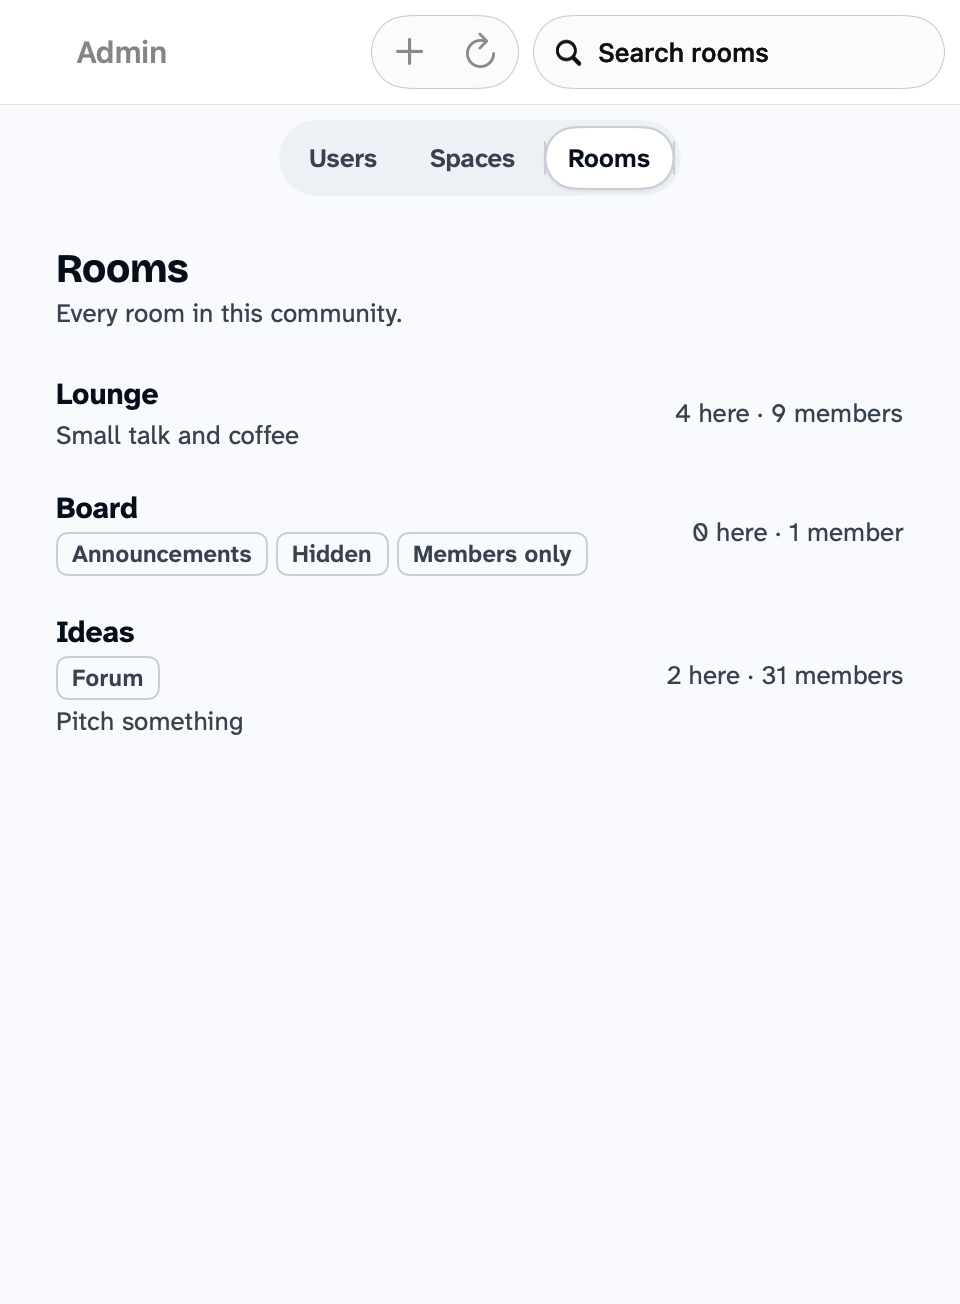 Admin
Search rooms
Users Spaces Rooms
Rooms
Every room in this community.
Lounge
Small talk and coffee
4 here · 9 members
Board
Announcements Hidden Members only
0 here · 1 member
Ideas
Forum
Pitch something
2 here · 31 members